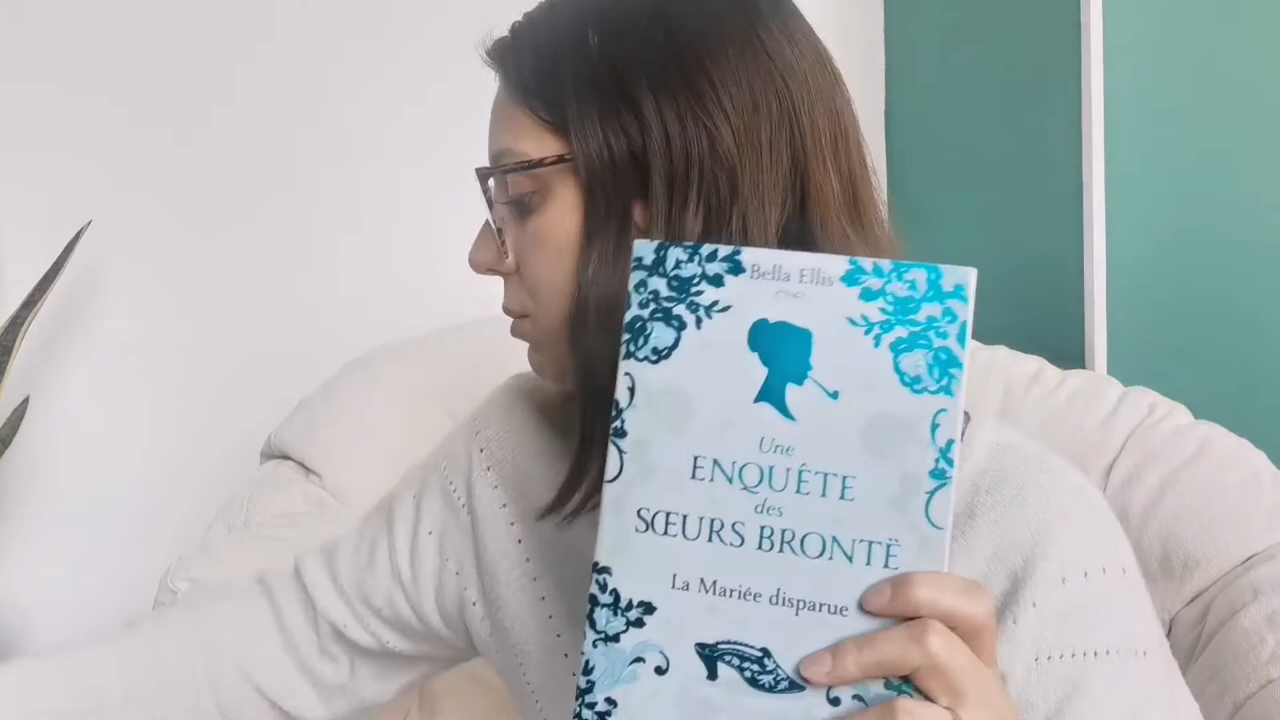 Bella Ellis
Une
ENQUÊTE
des
SŒURS BRONTË
La Mariée disparue